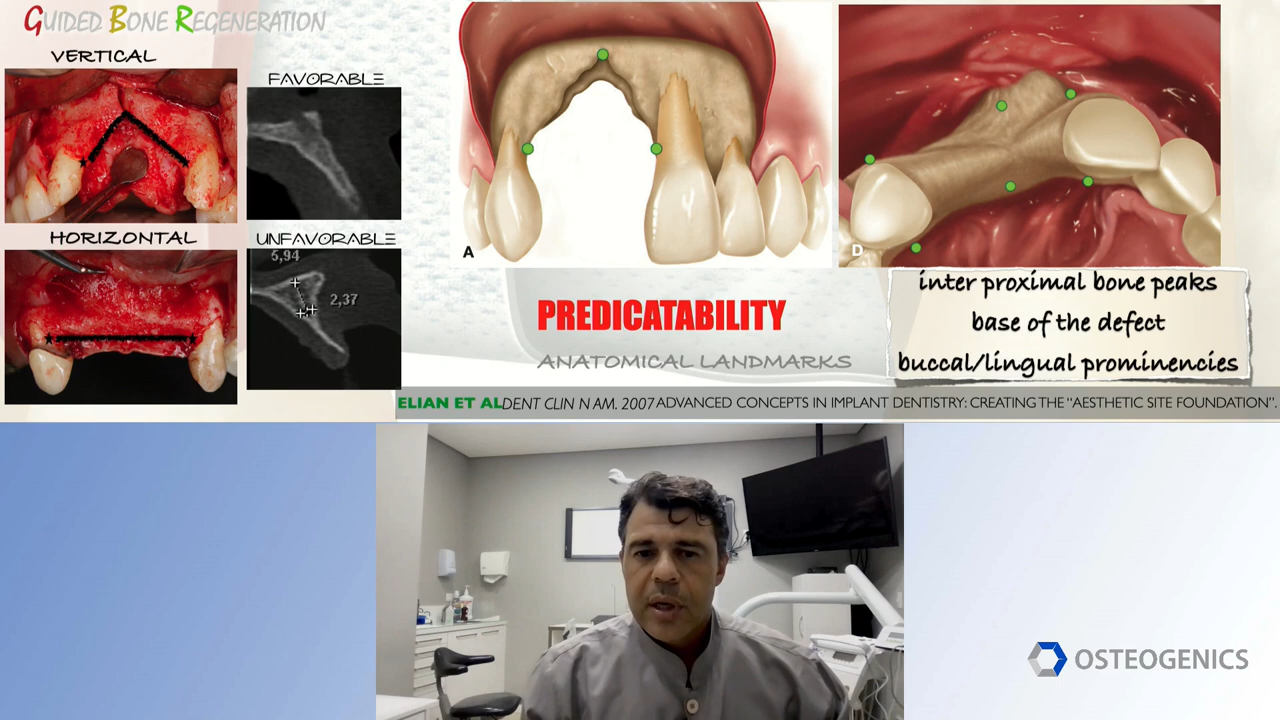 GUIDED BONE REGENERATION
VERTICAL
FAVORABLE
HORIZONTAL
UNFAVORABLE
5,94
2,37
A
D
PREDICATABILITY
ANATOMICAL LANDMARKS
inter proximal bone peaks
base of the defect
buccal/lingual prominencies
ELIAN ET AL DENT CLIN N AM. 2007 ADVANCED CONCEPTS IN IMPLANT DENTISTRY: CREATING THE "AESTHETIC SITE FOUNDATION".
OSTEOGENICS